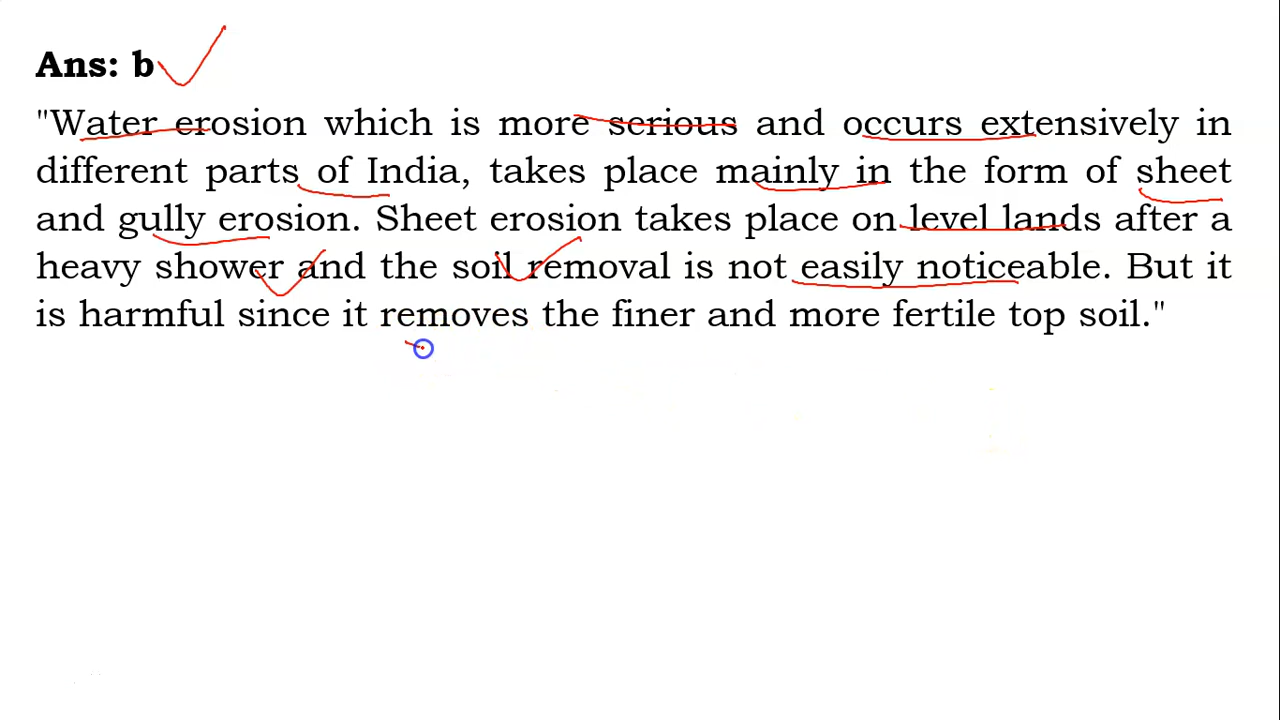 Ans: b
"Water erosion which is more serious and occurs extensively in
different parts of India, takes place mainly in the form of sheet
and gully erosion. Sheet erosion takes place on level lands after a
heavy shower and the soil removal is not easily noticeable. But it
is harmful since it removes the finer and more fertile top soil."